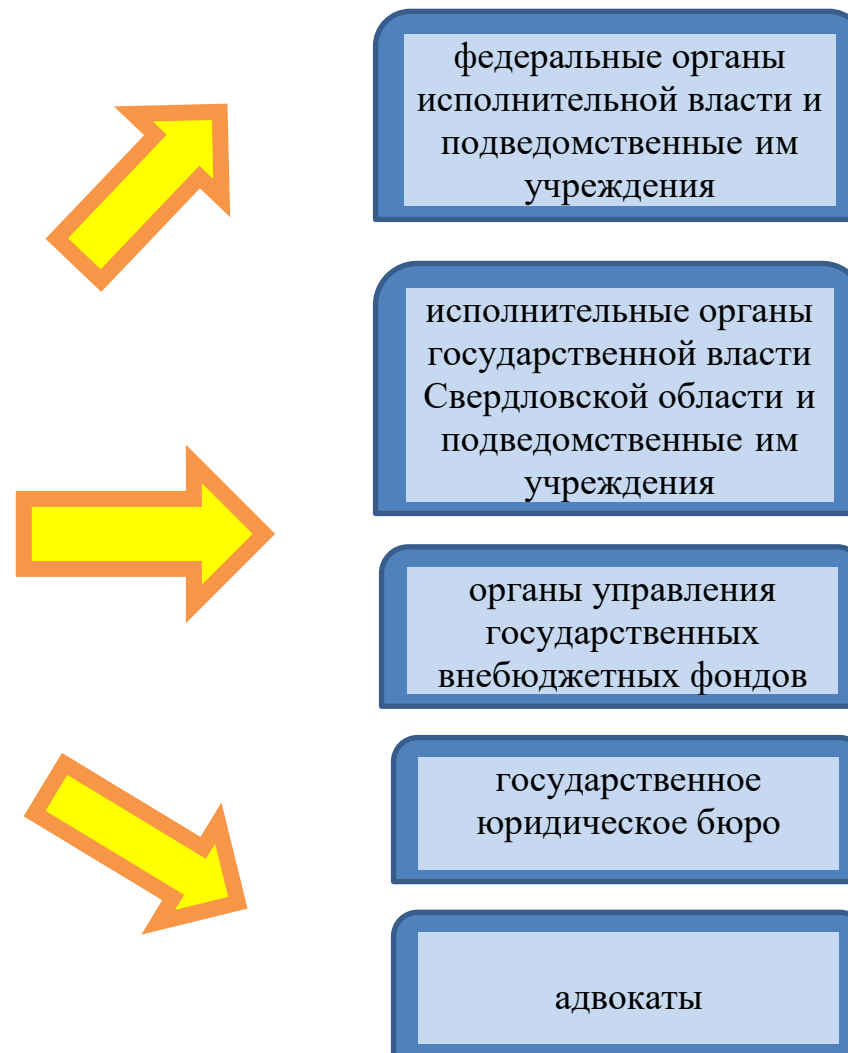 федеральные органы
исполнительной власти и
подведомственные им
учреждения
исполнительные органы
государственной власти
Свердловской области и
подведомственные им
учреждения
органы управления
государственных
внебюджетных фондов
государственное
юридическое бюро
адвокаты